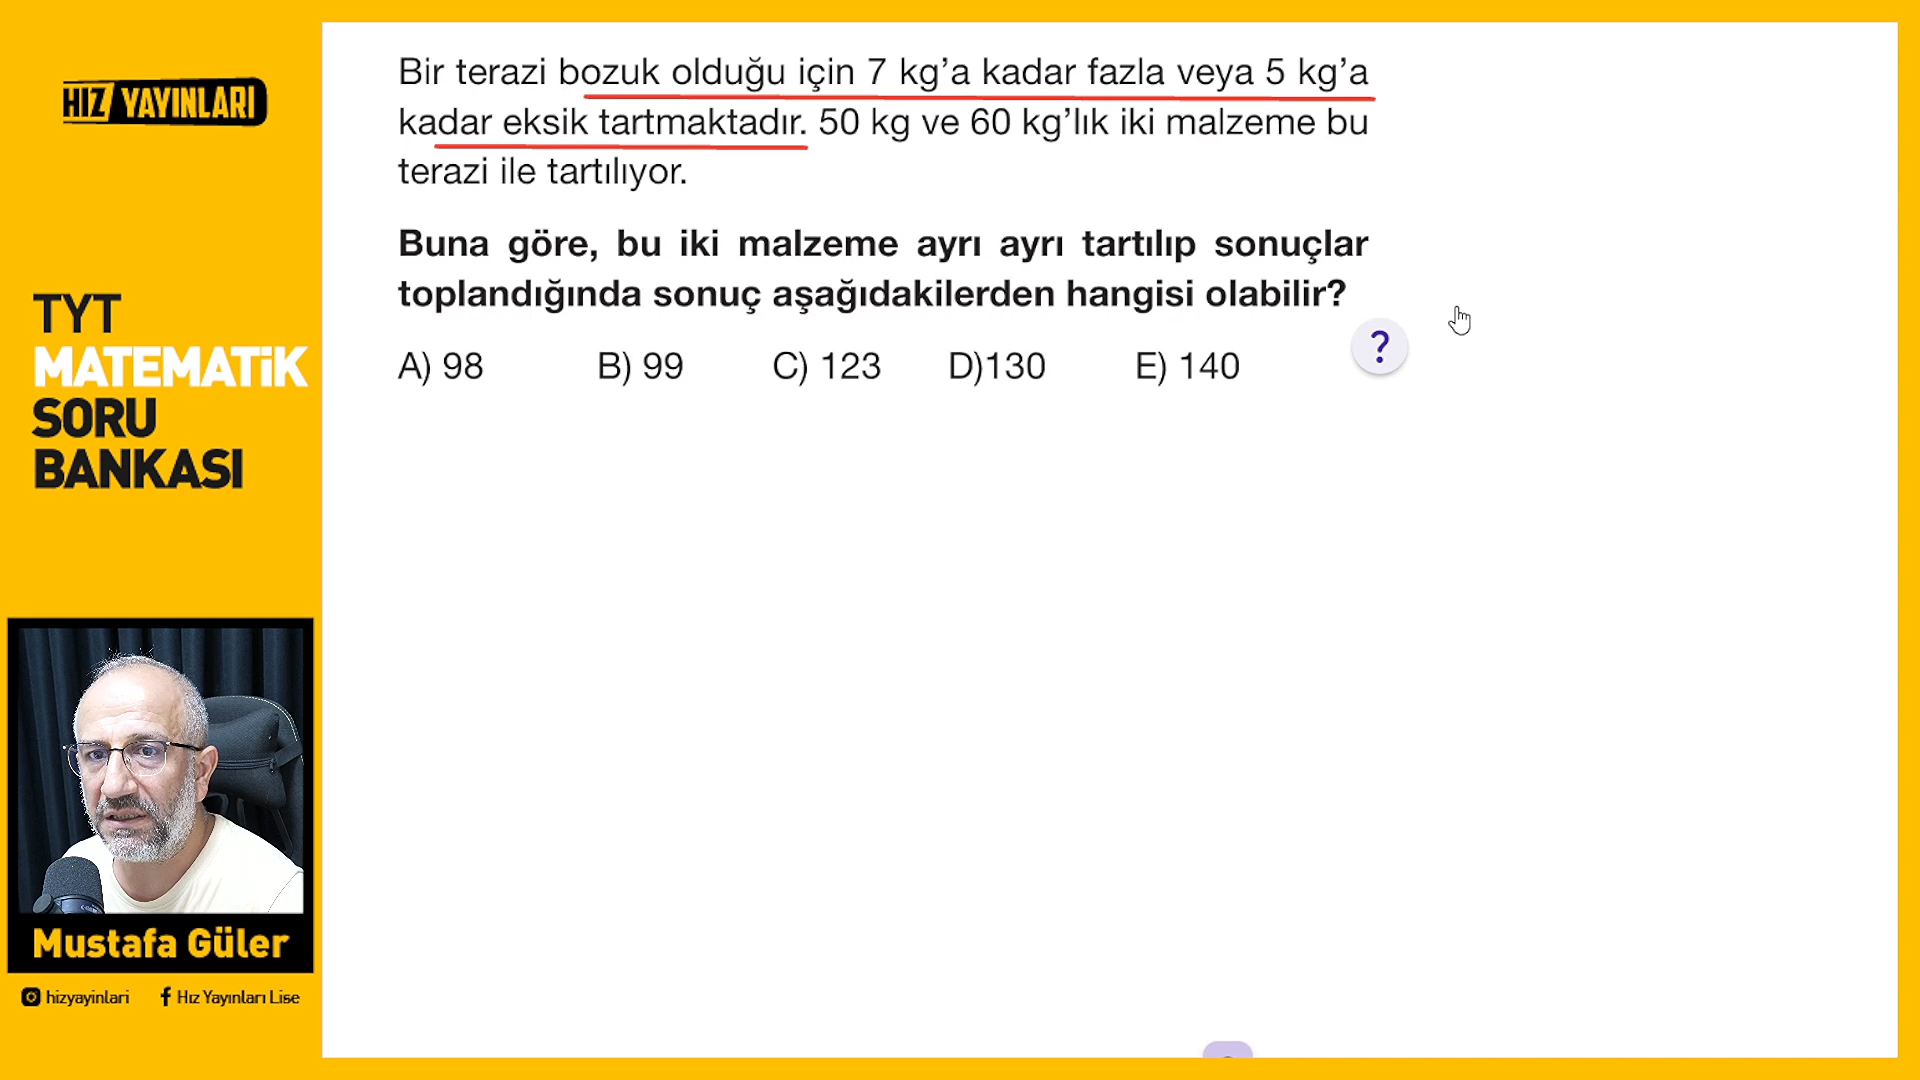 HIZ YAYINLARI
TYT
MATEMATİK
SORU
BANKASI
Bir terazi bozuk olduğu için 7 kg’a kadar fazla veya 5 kg’a
kadar eksik tartmaktadır. 50 kg ve 60 kg’lık iki malzeme bu
terazi ile tartılıyor.
Buna göre, bu iki malzeme ayrı ayrı tartılıp sonuçlar
toplandığında sonuç aşağıdakilerden hangisi olabilir?
A) 98 B) 99 C) 123 D)130 E) 140
?
Mustafa Güler
hizyayinlari Hız Yayınları Lise